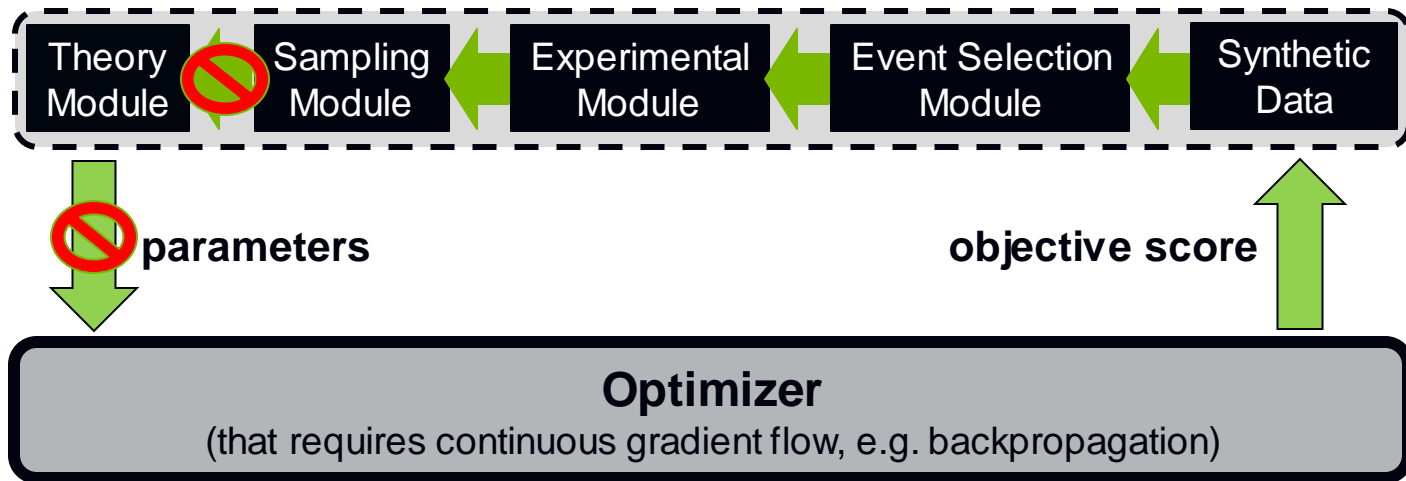 Theory
Module
Sampling
Module
Experimental
Module
Event Selection
Module
Synthetic
Data
parameters
objective score
Optimizer
(that requires continuous gradient flow, e.g. backpropagation)